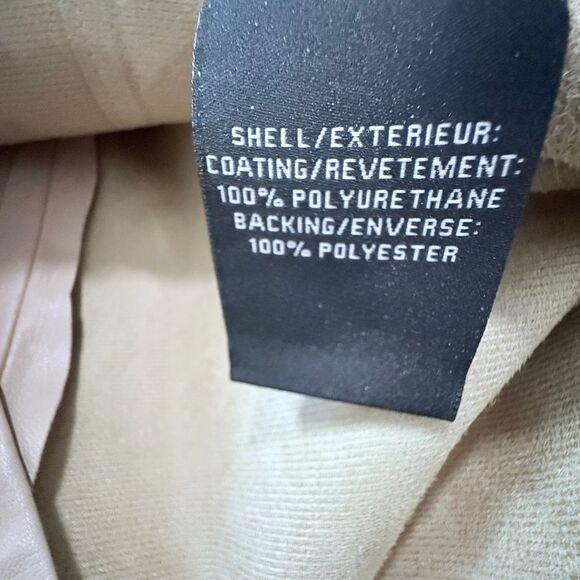 SHELL/EXTERIEUR:
COATING/REVETEMENT:
100% POLYURETHANE
BACKING/ENVERSE:
100% POLYESTER